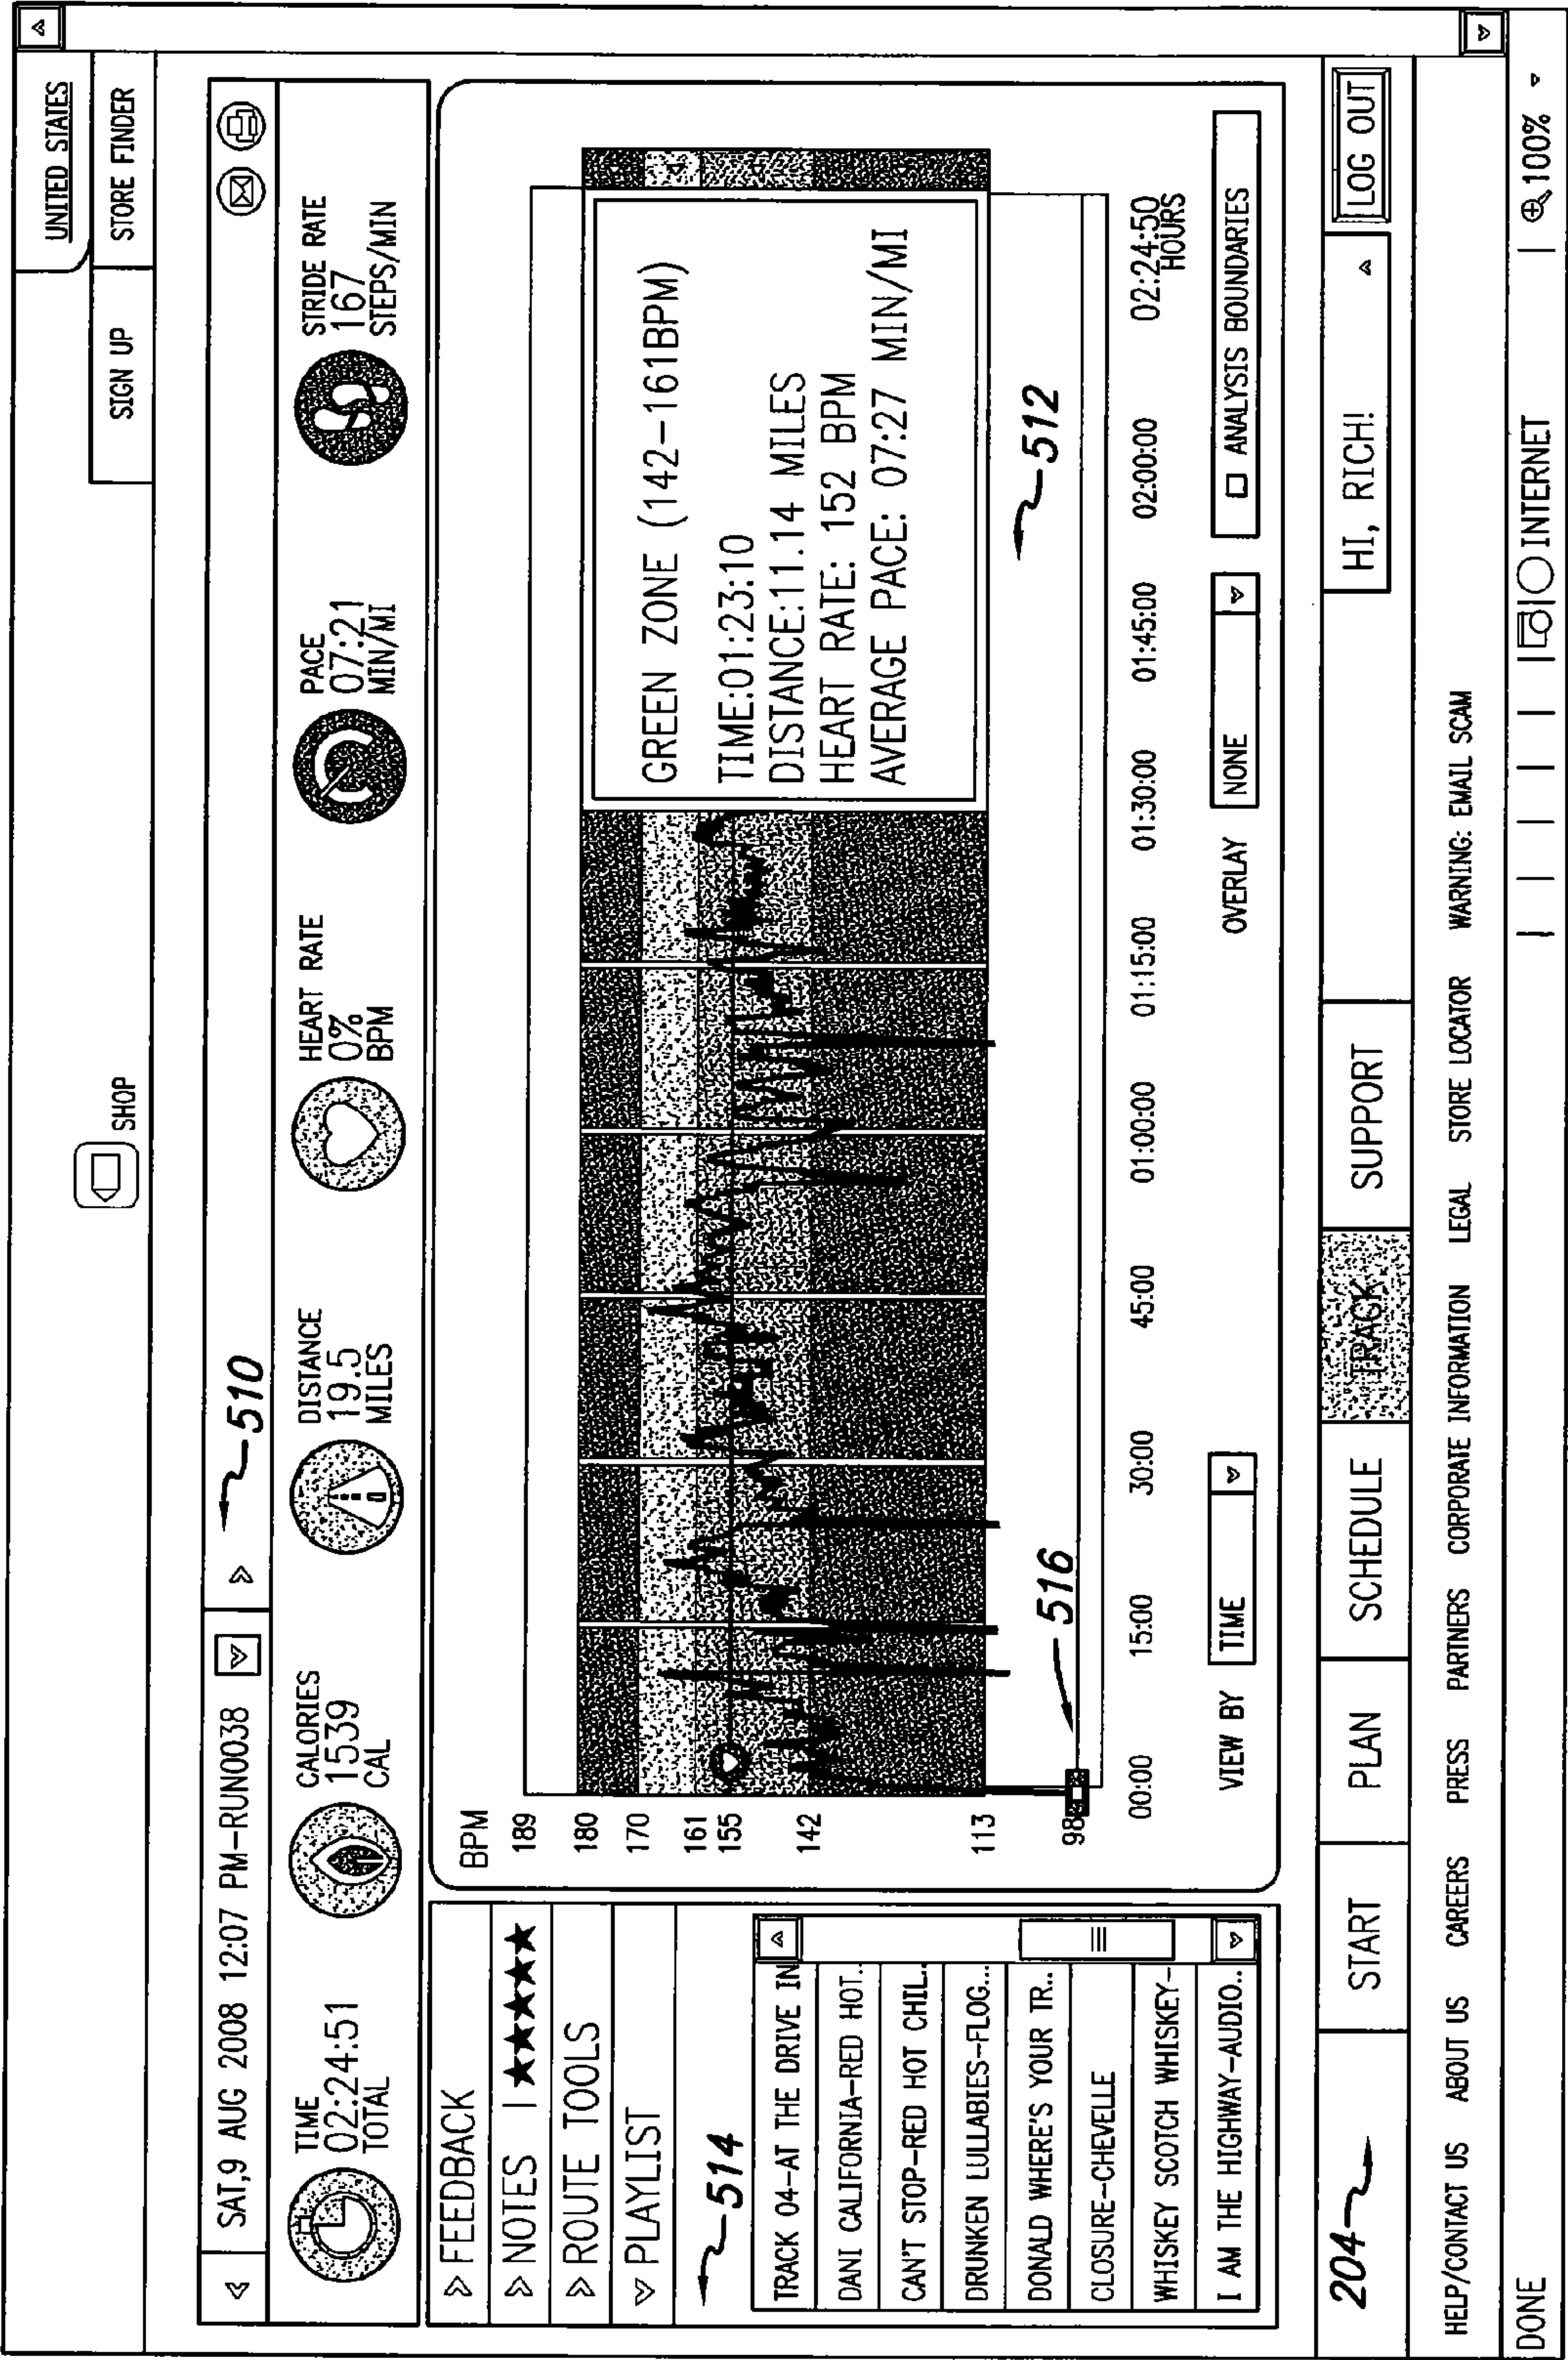 UNITED STATES
SHOP
SIGN UP
STORE FINDER
SAT,9 AUG 2008 12:07 PM-RUN0038
510
TIME
02:24:51
TOTAL
CALORIES
1539
CAL
DISTANCE
19.5
MILES
HEART RATE
0%
BPM
PACE
07:21
MIN/MI
STRIDE RATE
167
STEPS/MIN
FEEDBACK
NOTES | ★★★★★
ROUTE TOOLS
PLAYLIST
514
TRACK 04-AT THE DRIVE IN
DANI CALIFORNIA-RED HOT..
CAN'T STOP-RED HOT CHIL..
DRUNKEN LULLABIES-FLOG...
DONALD WHERE'S YOUR TR..
CLOSURE-CHEVELLE
WHISKEY SCOTCH WHISKEY-
I AM THE HIGHWAY-AUDIO..
BPM
189
180
170
161
155
142
113
98
GREEN ZONE (142-161BPM)
TIME:01:23:10
DISTANCE:11.14 MILES
HEART RATE: 152 BPM
AVERAGE PACE: 07:27 MIN/MI
512
516
00:00 15:00 30:00 45:00 01:00:00 01:15:00 01:30:00 01:45:00 02:00:00 02:24:50
HOURS
VIEW BY TIME OVERLAY NONE ANALYSIS BOUNDARIES
204 START PLAN SCHEDULE TRACK SUPPORT HI, RICH! LOG OUT
HELP/CONTACT US ABOUT US CAREERS PRESS PARTNERS CORPORATE INFORMATION LEGAL STORE LOCATOR WARNING: EMAIL SCAM
DONE INTERNET 100%